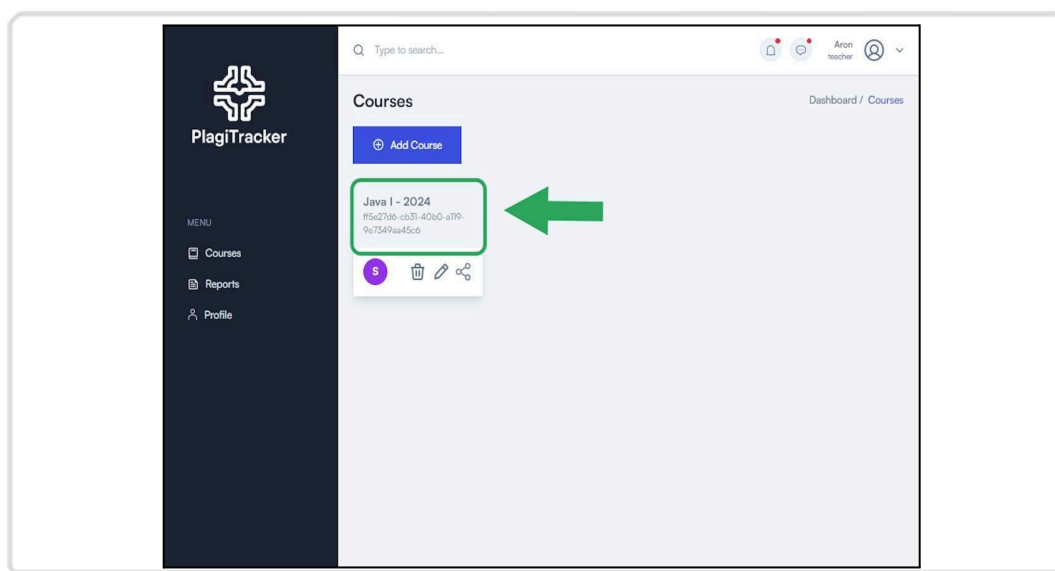 Type to search...
Aron
teacher
PlagiTracker
Courses
Dashboard / Courses
Add Course
Java I - 2024
ff5e27d6-cb31-40b0-a119-
9e7349aa45c6
S
MENU
Courses
Reports
Profile